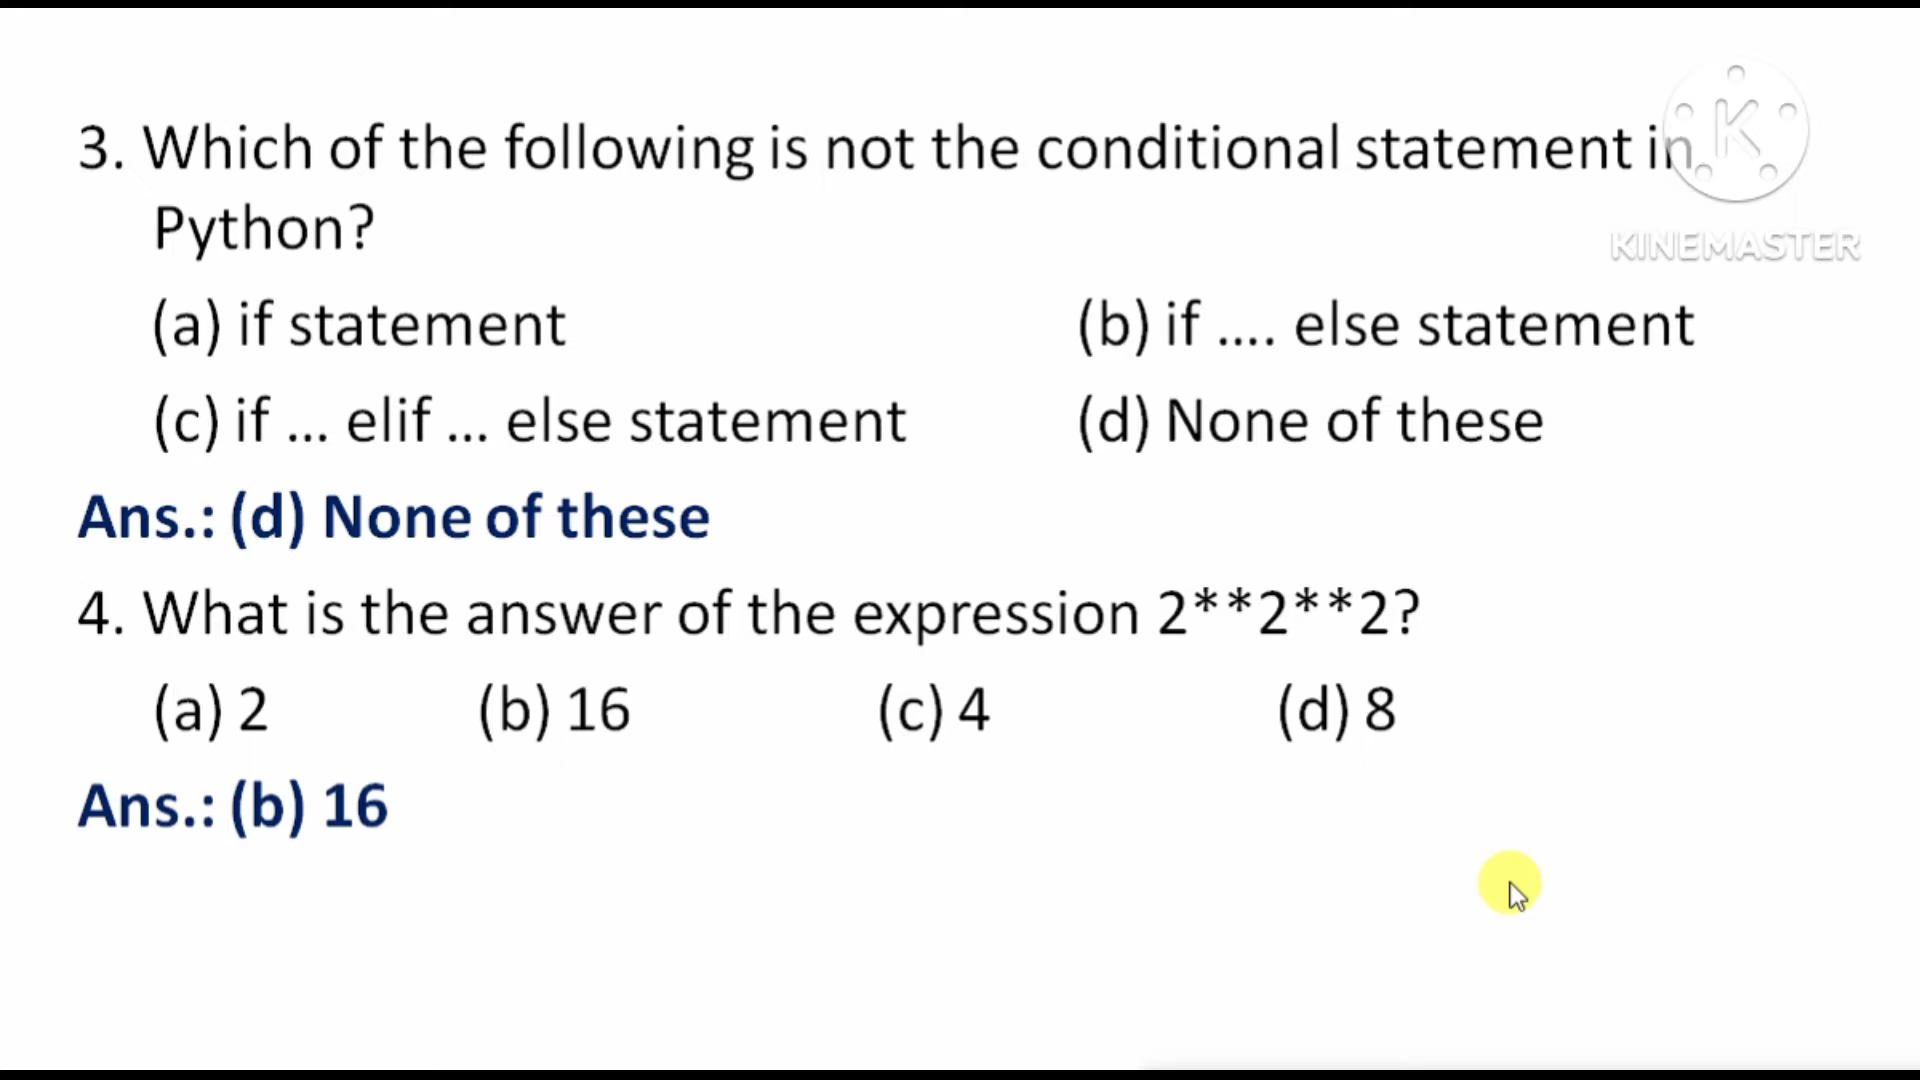 3. Which of the following is not the conditional statement in
Python?
(a) if statement (b) if .... else statement
(c) if ... elif ... else statement (d) None of these
Ans.: (d) None of these
4. What is the answer of the expression 2**2**2?
(a) 2 (b) 16 (c) 4 (d) 8
Ans.: (b) 16
K
KINEMASTER